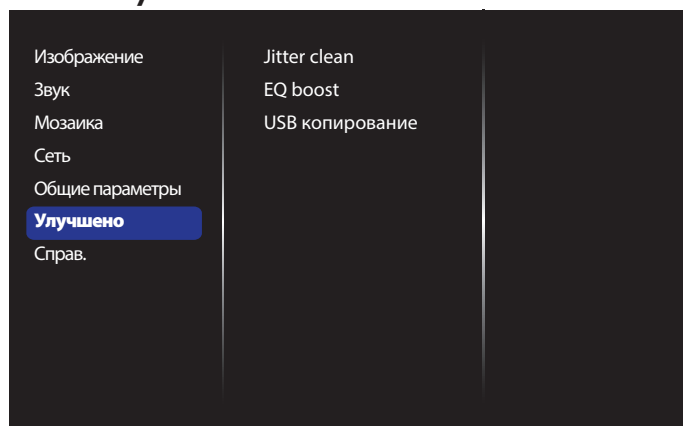 Изображение
Звук
Мозаика
Сеть
Общие параметры
Улучшено
Справ.
Jitter clean
EQ boost
USB копирование